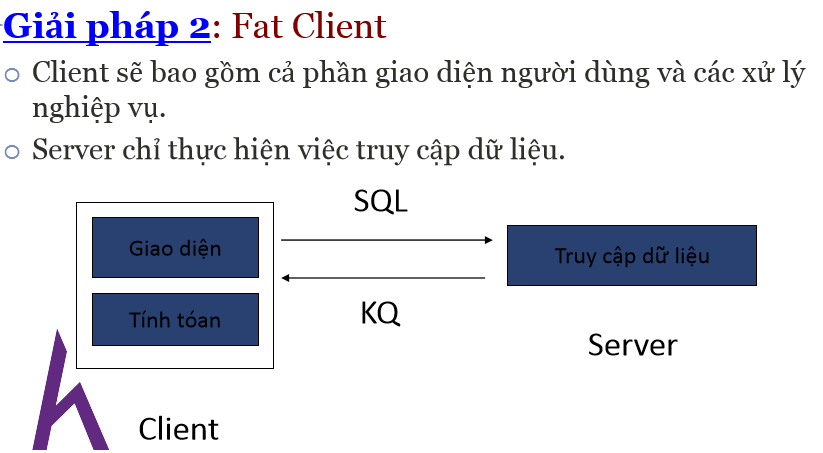 Giải pháp 2: Fat Client
Client sẽ bao gồm cả phần giao diện người dùng và các xử lý
nghiệp vụ.
Server chỉ thực hiện việc truy cập dữ liệu.
SQL
Giao diện
Truy cập dữ liệu
Tính tóan
KQ
Server
Client